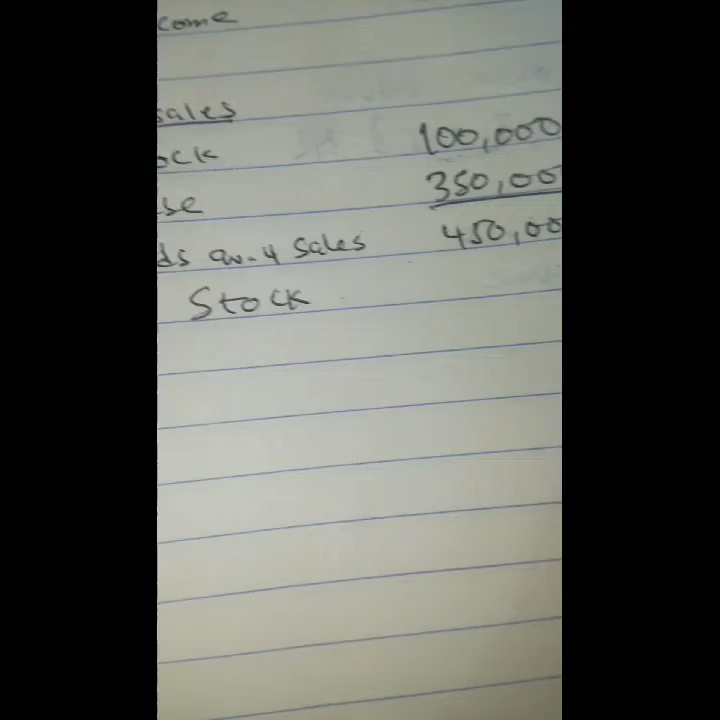 come
sales
ock 100,000
se 350,00
ds av. 4 sales 450,00
Stock